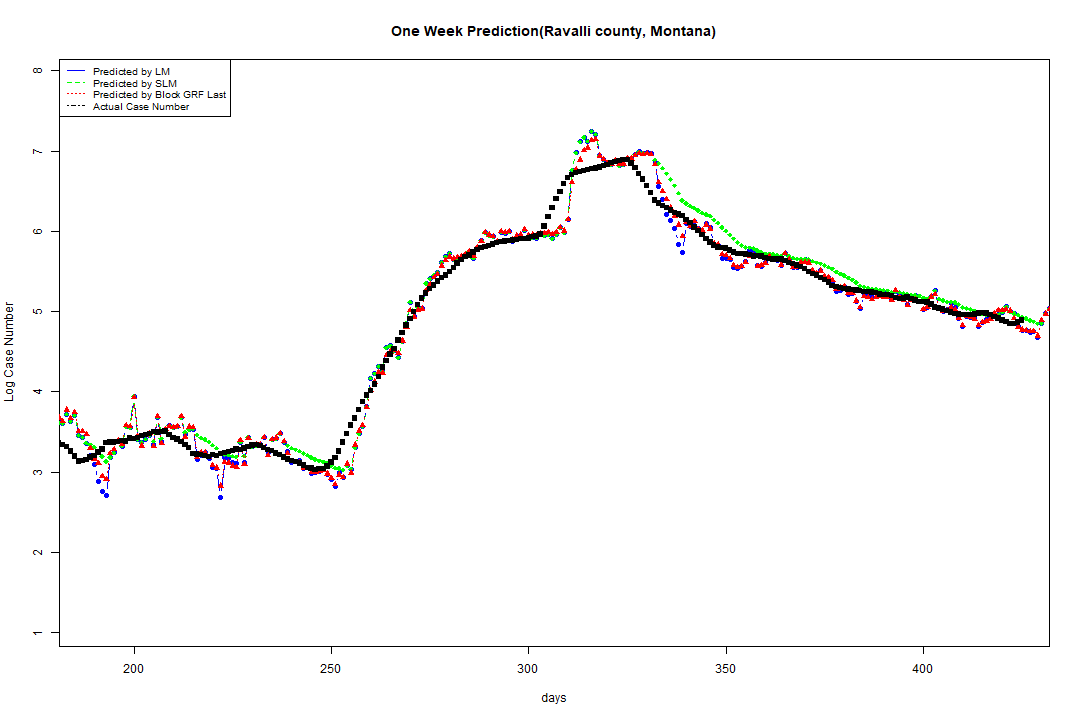 One Week Prediction(Ravalli county, Montana)
Predicted by LM
Predicted by SLM
Predicted by Block GRF Last
Actual Case Number
8
7
6
5
4
3
2
1
Log Case Number
200 250 300 350 400
days